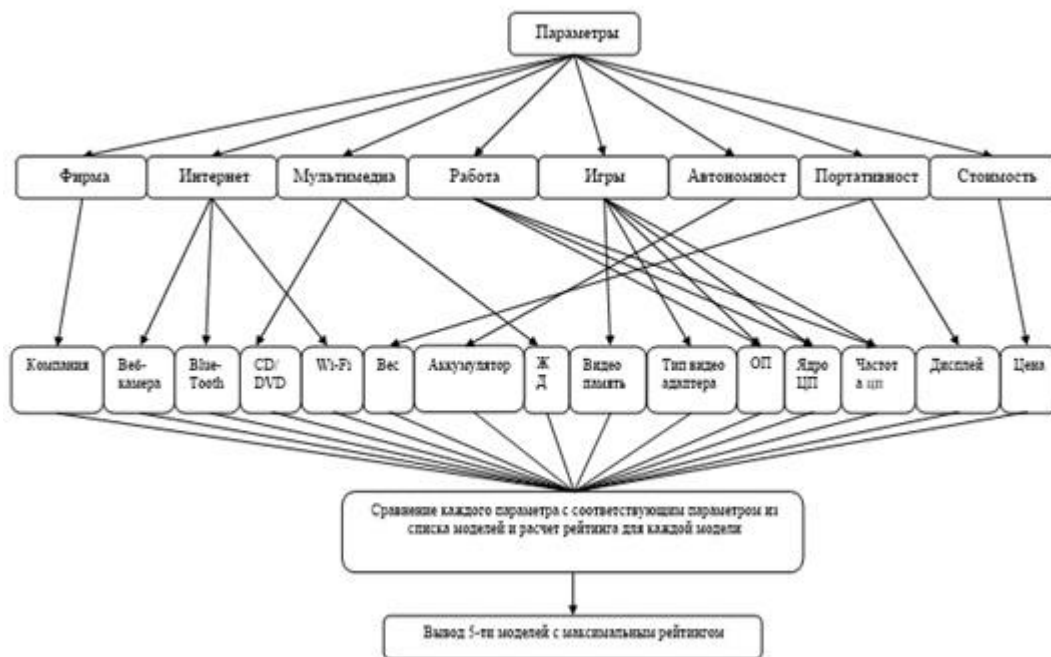 Параметры
Фирма
Интернет
Мультимедиа
Работа
Игры
Автономност
Портативност
Стоимость
Компания
Веб-
камера
Blue-
Tooth
CD/
DVD
Wi-Fi
Вес
Аккумулятор
Ж
Д
Видео
память
Тип видео
адаптера
ОП
Ядро
ЦП
Частот
а цп
Дисплей
Цена
Сравнение каждого параметра с соответствующим параметром из
списка моделей и расчет рейтинга для каждой модели
Вывод 5-ти моделей с максимальным рейтингом